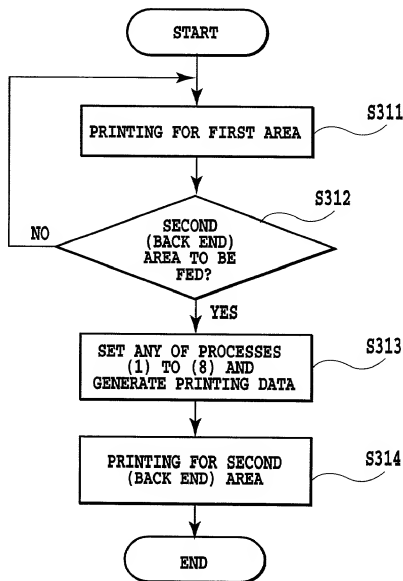 START
PRINTING FOR FIRST AREA
S311
S312
SECOND
(BACK END)
AREA TO BE
FED?
NO
YES
SET ANY OF PROCESSES
(1) TO (8) AND
GENERATE PRINTING DATA
S313
PRINTING FOR SECOND
(BACK END) AREA
S314
END